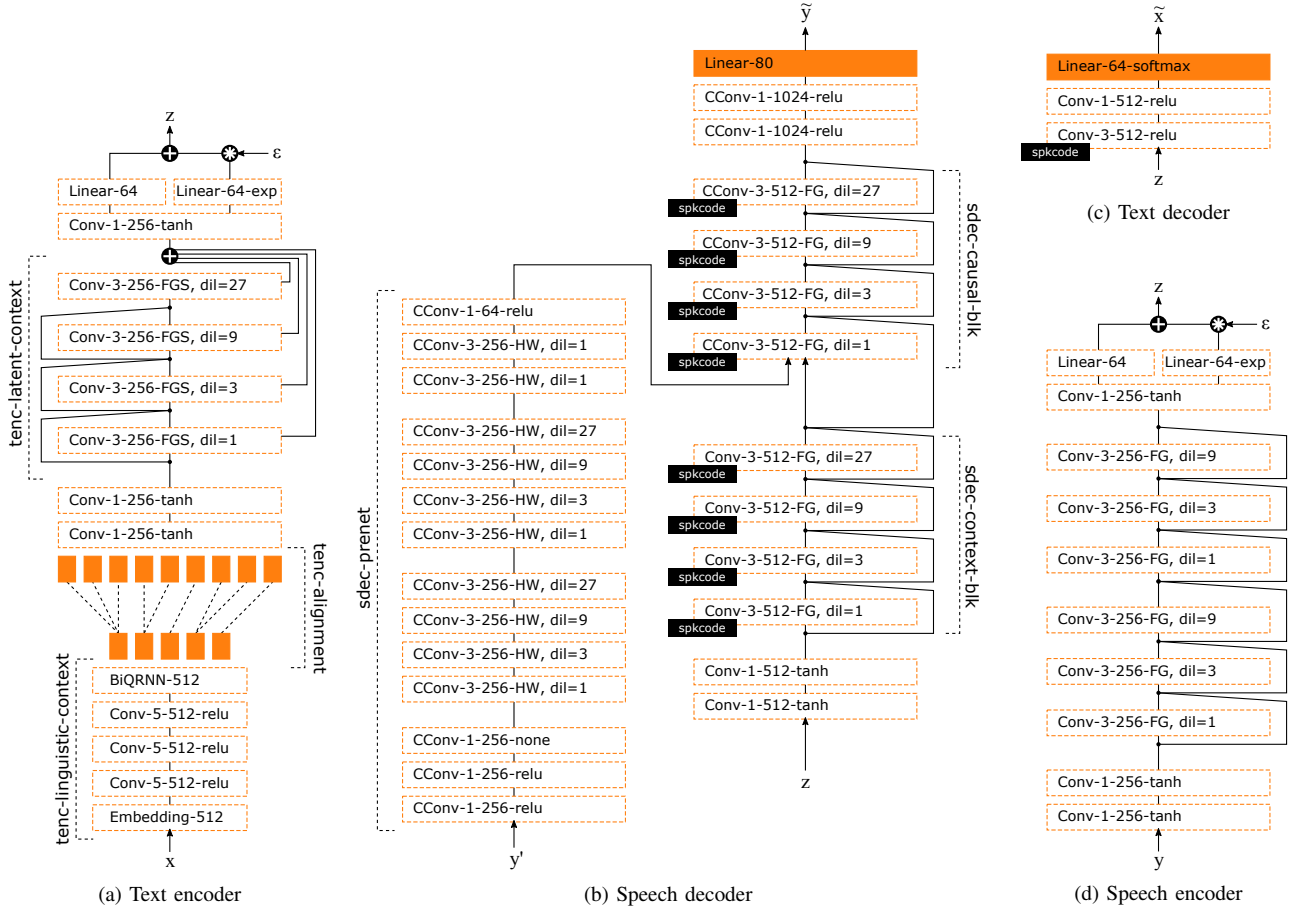 z
ε
Linear-64
Linear-64-exp
Conv-1-256-tanh
Conv-3-256-FGS, dil=27
Conv-3-256-FGS, dil=9
Conv-3-256-FGS, dil=3
Conv-3-256-FGS, dil=1
tenc-latent-context
Conv-1-256-tanh
Conv-1-256-tanh
tenc-alignment
BiQRNN-512
Conv-5-512-relu
Conv-5-512-relu
Conv-5-512-relu
Embedding-512
tenc-linguistic-context
x
(a) Text encoder
CConv-1-64-relu
CConv-3-256-HW, dil=1
CConv-3-256-HW, dil=1
CConv-3-256-HW, dil=27
CConv-3-256-HW, dil=9
CConv-3-256-HW, dil=3
CConv-3-256-HW, dil=1
CConv-3-256-HW, dil=27
CConv-3-256-HW, dil=9
CConv-3-256-HW, dil=3
CConv-3-256-HW, dil=1
CConv-1-256-none
CConv-1-256-relu
CConv-1-256-relu
sdec-prenet
y'
ỹ
Linear-80
CConv-1-1024-relu
CConv-1-1024-relu
CConv-3-512-FG, dil=27
spkcode
CConv-3-512-FG, dil=9
spkcode
CConv-3-512-FG, dil=3
spkcode
CConv-3-512-FG, dil=1
spkcode
sdec-causal-blk
Conv-3-512-FG, dil=27
spkcode
Conv-3-512-FG, dil=9
spkcode
Conv-3-512-FG, dil=3
spkcode
Conv-3-512-FG, dil=1
spkcode
sdec-context-blk
Conv-1-512-tanh
Conv-1-512-tanh
z
(b) Speech decoder
x̃
Linear-64-softmax
Conv-1-512-relu
Conv-3-512-relu
spkcode
z
(c) Text decoder
z
ε
Linear-64
Linear-64-exp
Conv-1-256-tanh
Conv-3-256-FG, dil=9
Conv-3-256-FG, dil=3
Conv-3-256-FG, dil=1
Conv-3-256-FG, dil=9
Conv-3-256-FG, dil=3
Conv-3-256-FG, dil=1
Conv-1-256-tanh
Conv-1-256-tanh
y
(d) Speech encoder